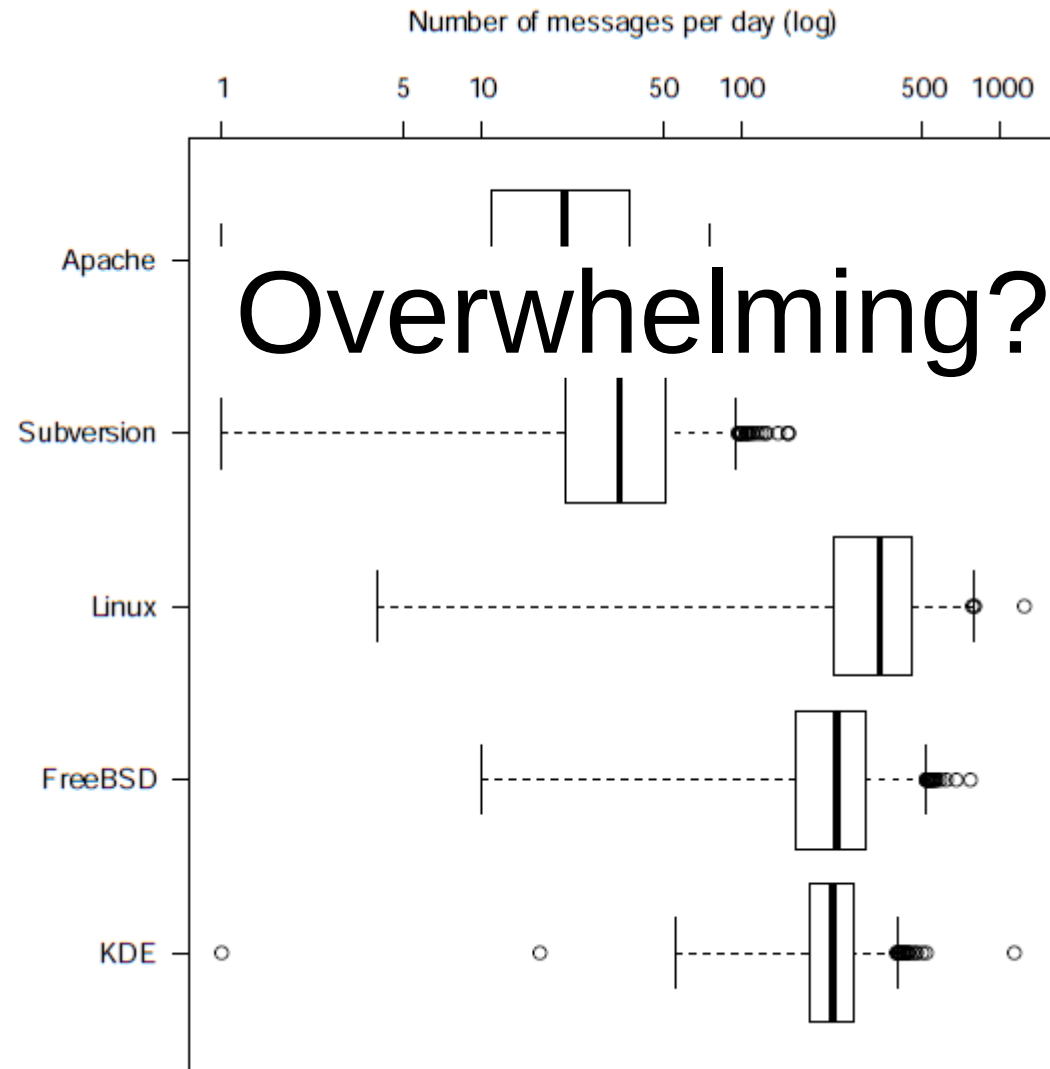 Number of messages per day (log)
1 5 10 50 100 500 1000
Apache
Overwhelming?
Subversion
Linux
FreeBSD
KDE